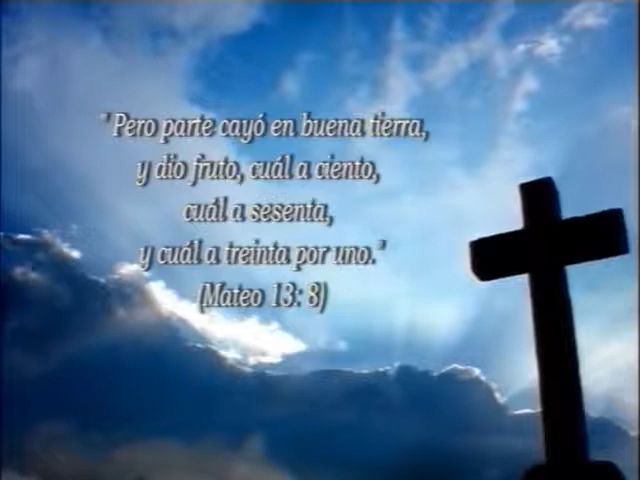 "Pero parte cayó en buena tierra,
y dio fruto, cuál a ciento,
cuál a sesenta,
y cuál a treinta por uno."
(Mateo 13: 8)